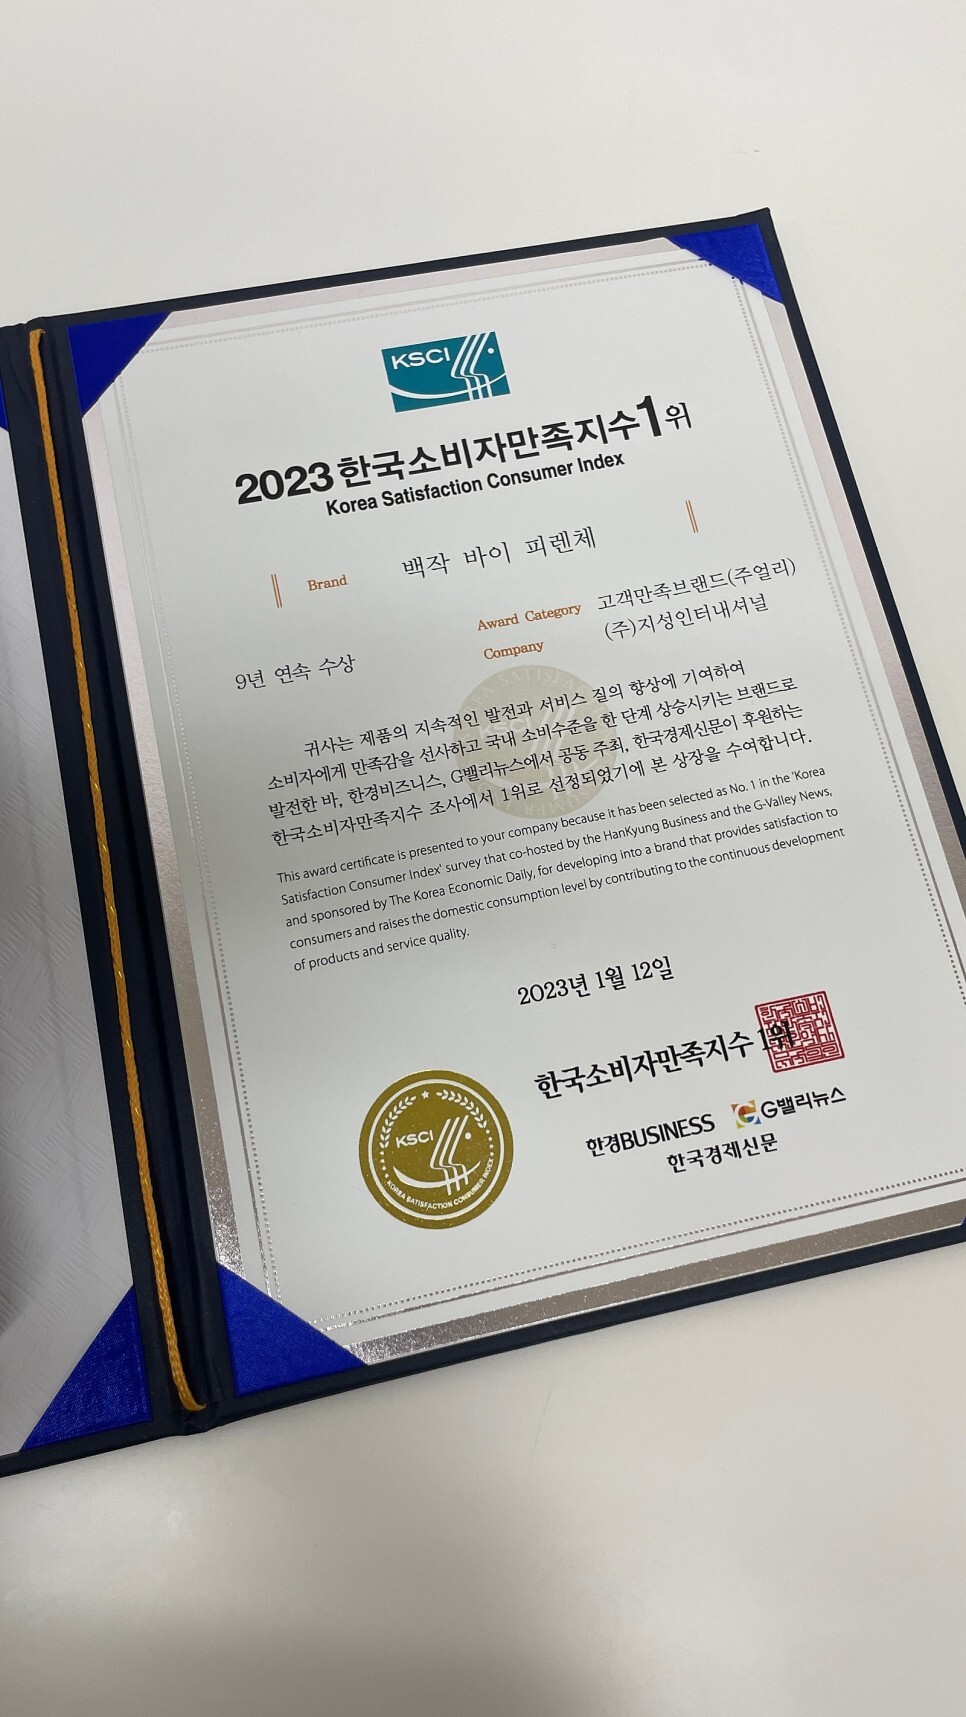 KSCI
2023 한국소비자만족지수1위
Korea Satisfaction Consumer Index
Brand 백작 바이 피렌체
Award Category 고객만족브랜드(주얼리)
9년 연속 수상 Company (주)지성인터내셔널
귀사는 제품의 지속적인 발전과 서비스 질의 향상에 기여하여
소비자에게 만족감을 선사하고 국내 소비수준을 한 단계 상승시키는 브랜드로
발전한 바, 한경비즈니스, G밸리뉴스에서 공동 주최, 한국경제신문이 후원하는
한국소비자만족지수 조사에서 1위로 선정되었기에 본 상장을 수여합니다.
This award certificate is presented to your company because it has been selected as No. 1 in the 'Korea
Satisfaction Consumer Index' survey that co-hosted by the HanKyung Business and the G-Valley News,
and sponsored by The Korea Economic Daily, for developing into a brand that provides satisfaction to
consumers and raises the domestic consumption level by contributing to the continuous development
of products and service quality.
2023년 1월 12일
한국소비자만족지수 1위
한경BUSINESS G밸리뉴스
한국경제신문
KSCI
KOREA SATISFACTION CONSUMER INDEX